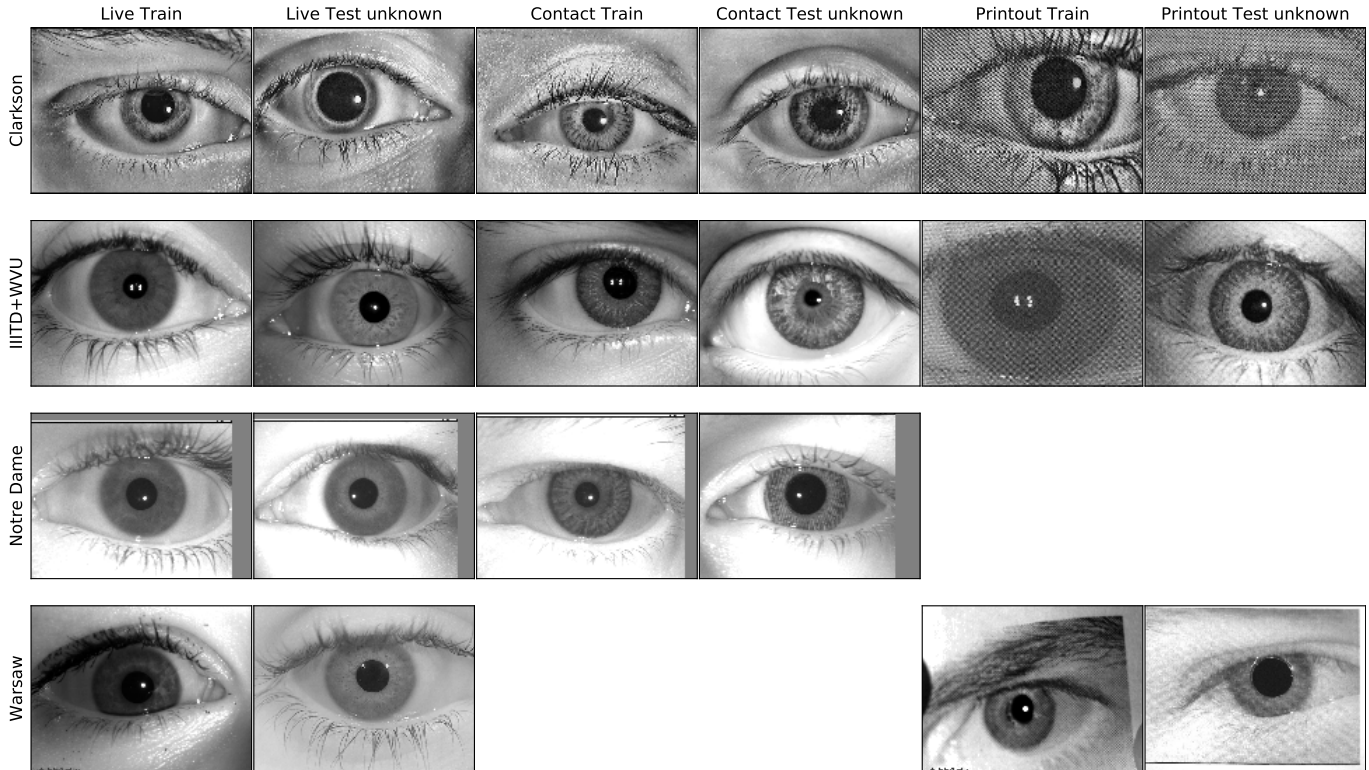 Live Train Live Test unknown Contact Train Contact Test unknown Printout Train Printout Test unknown
Clarkson
IIITD+WVU
Notre Dame
Warsaw